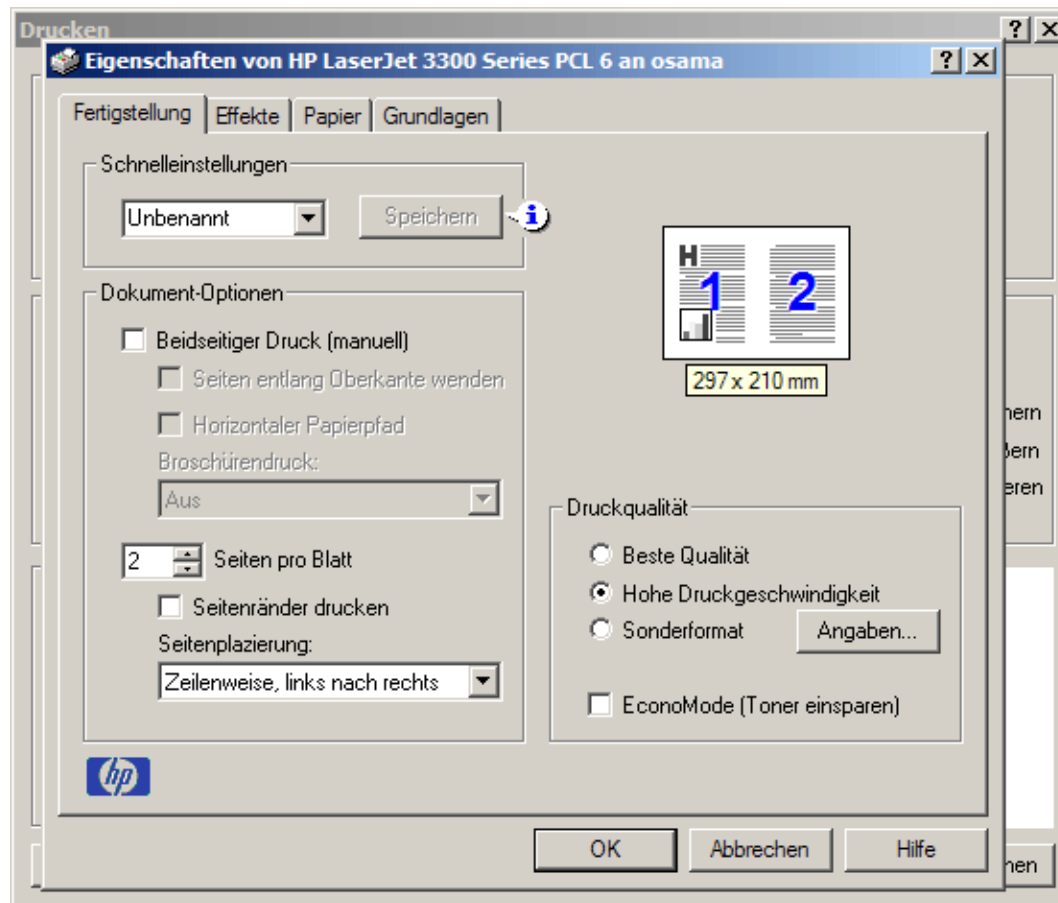 Drucken
Eigenschaften von HP LaserJet 3300 Series PCL 6 an osama
Fertigstellung Effekte Papier Grundlagen
Schnelleinstellungen
Unbenannt Speichern i
H 1 2
297 x 210 mm
Dokument-Optionen
Beidseitiger Druck (manuell)
Seiten entlang Oberkante wenden
Horizontaler Papierpfad
Broschürendruck:
Aus
2 Seiten pro Blatt
Seitenränder drucken
Seitenplazierung:
Zeilenweise, links nach rechts
Druckqualität
Beste Qualität
Hohe Druckgeschwindigkeit
Sonderformat Angaben...
EconoMode (Toner einsparen)
hp
OK Abbrechen Hilfe